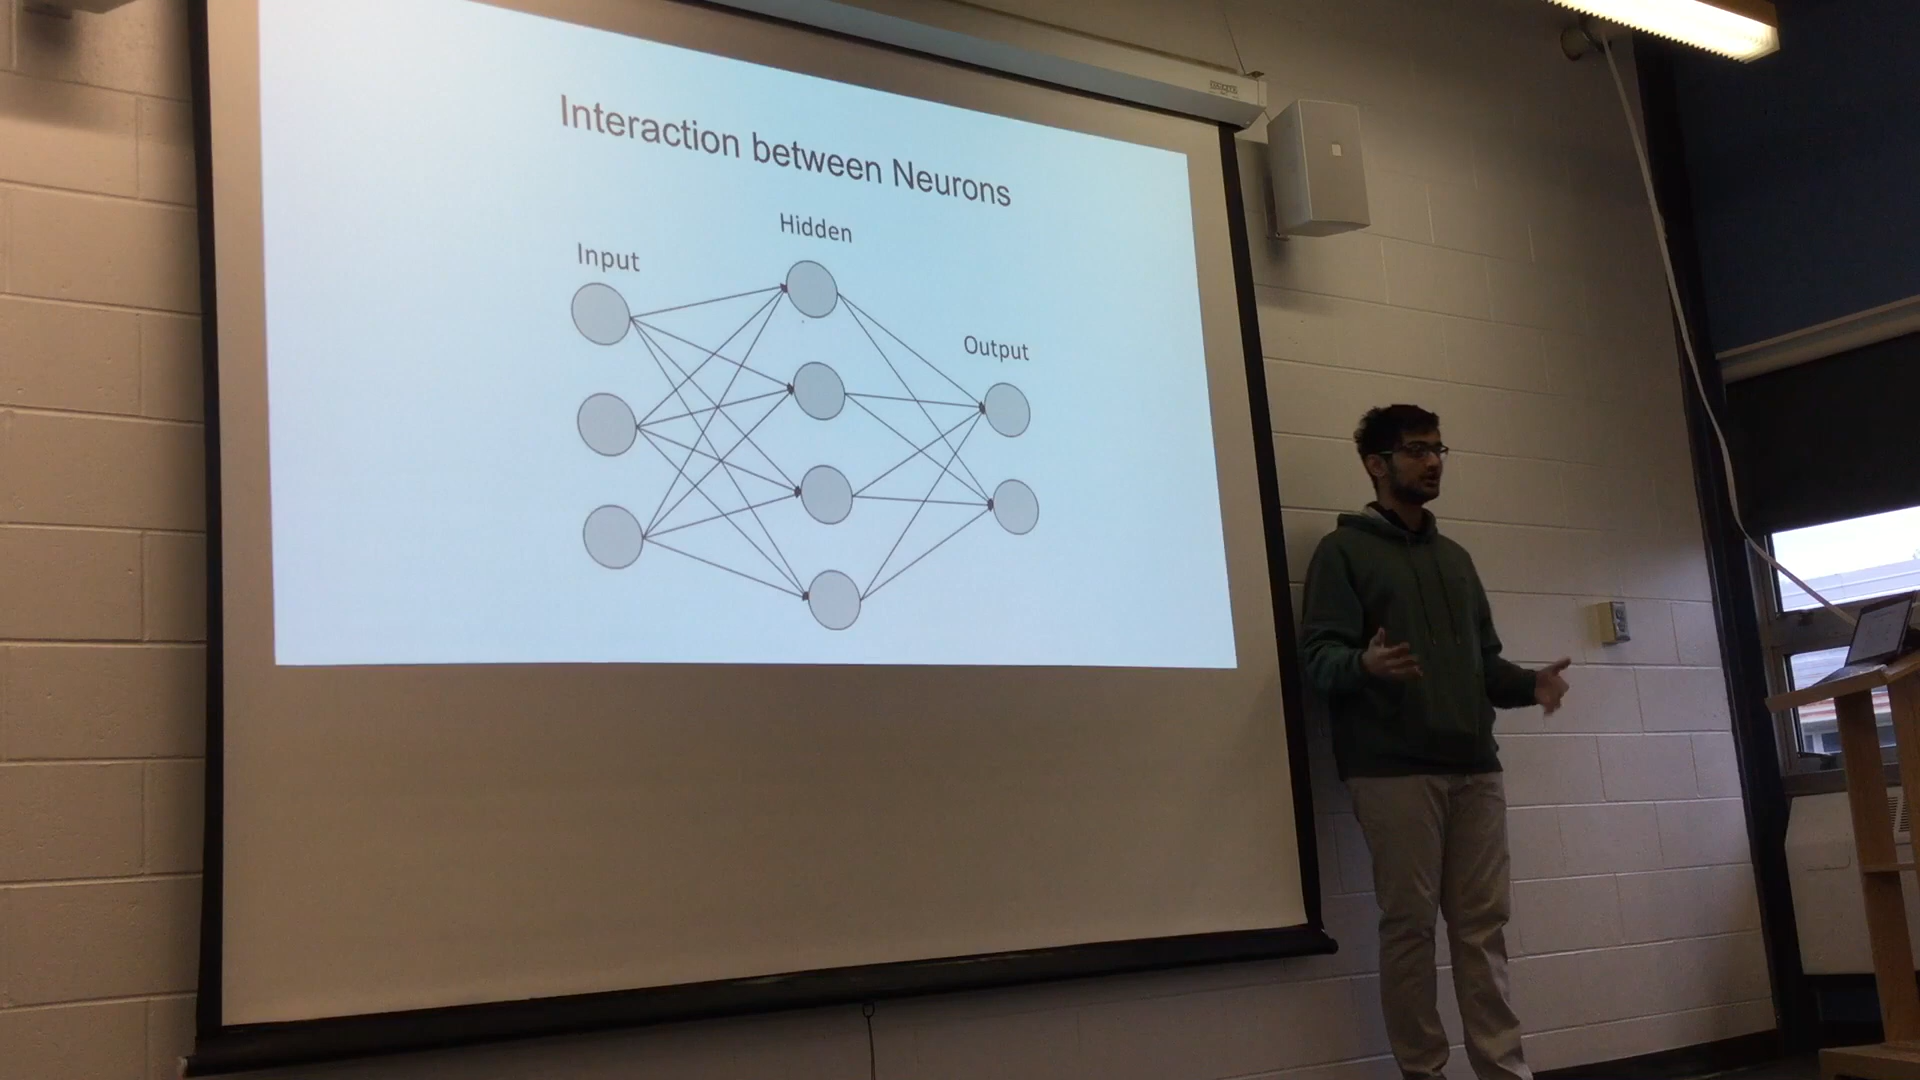 Interaction between Neurons
Hidden
Input
Output